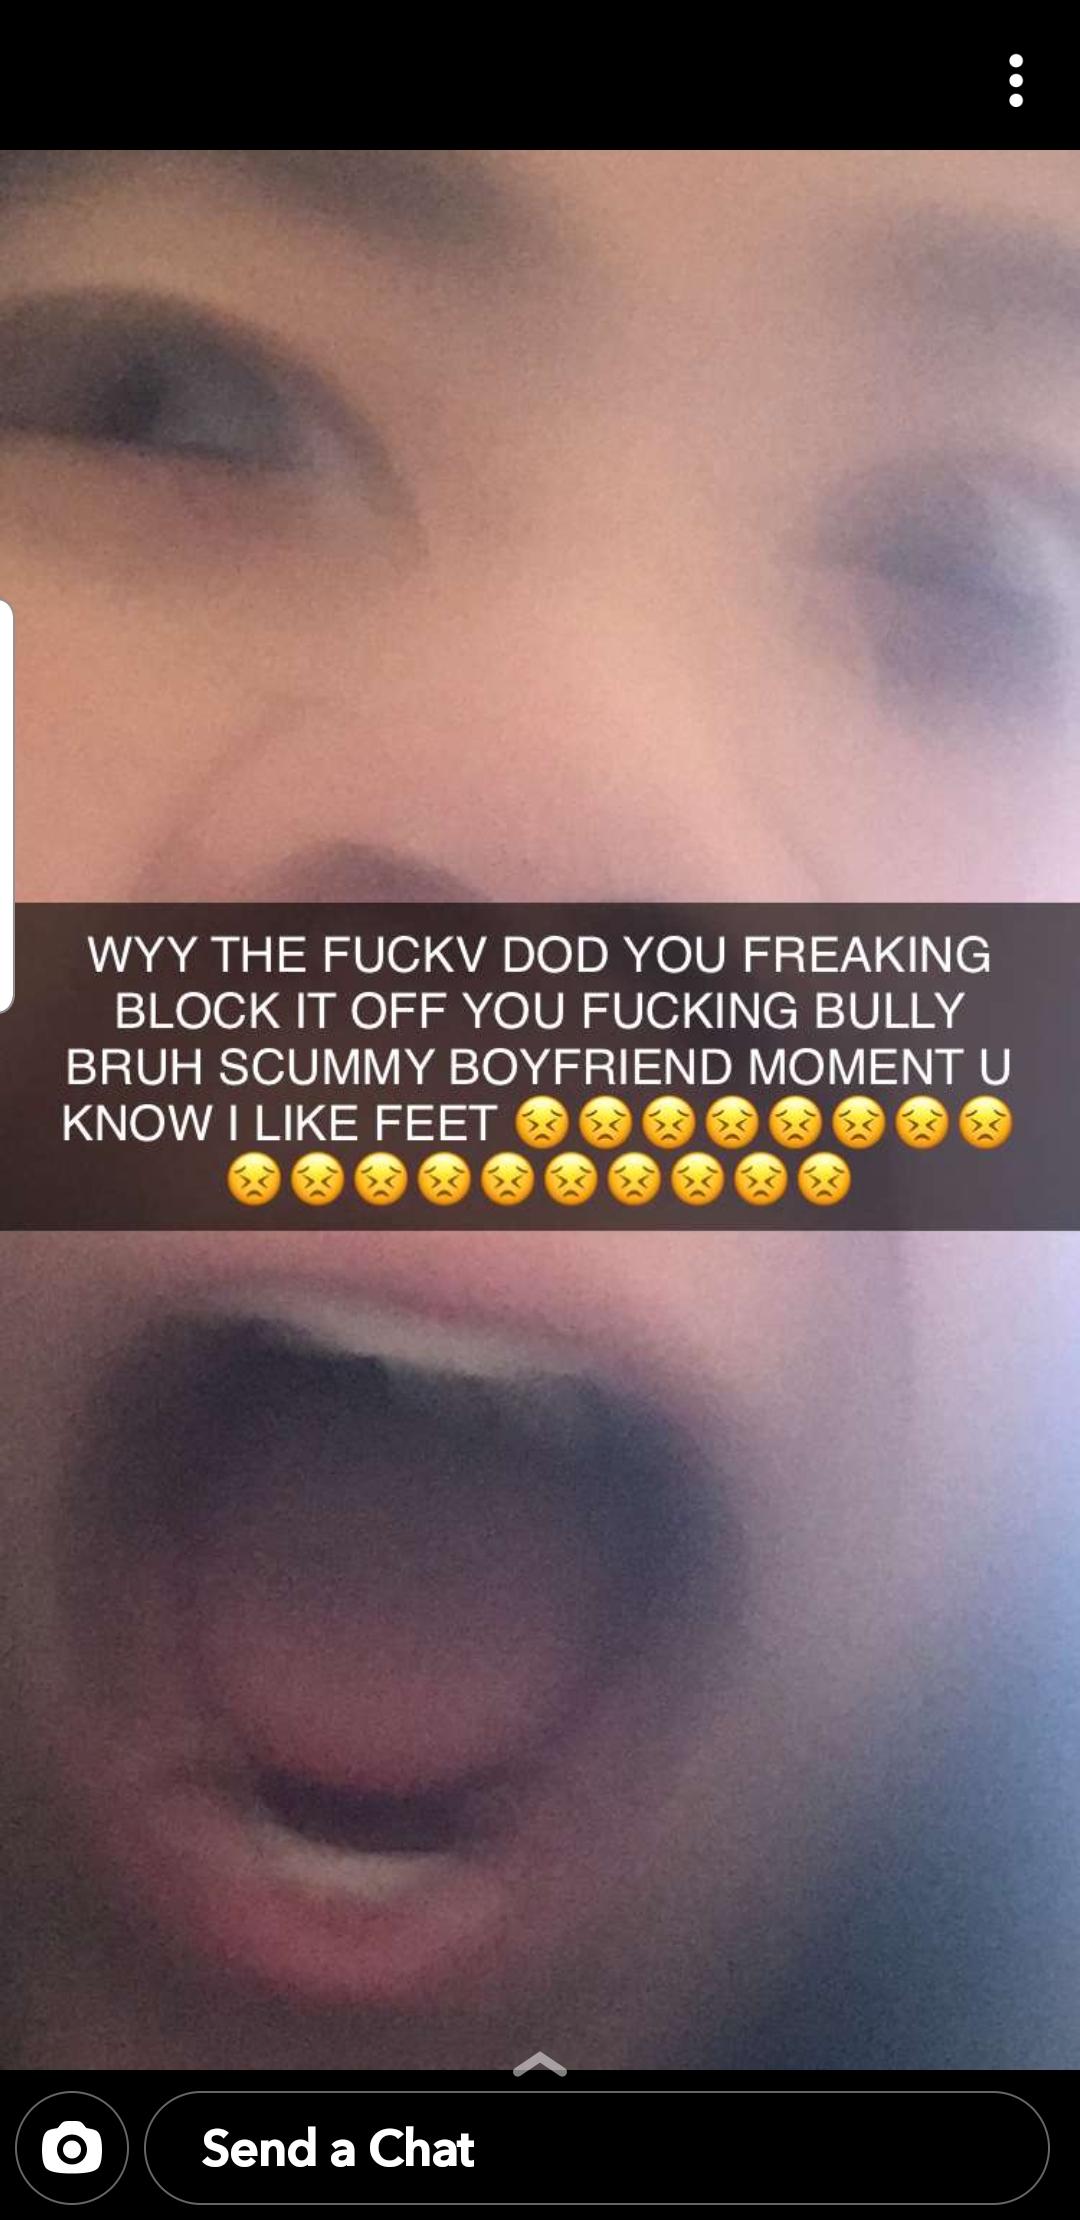 WYY THE FUCKV DOD YOU FREAKING
BLOCK IT OFF YOU FUCKING BULLY
BRUH SCUMMY BOYFRIEND MOMENT U
KNOW I LIKE FEET 😣😣😣😣😣😣😣😣
😣😣😣😣😣😣😣😣😣😣
Send a Chat